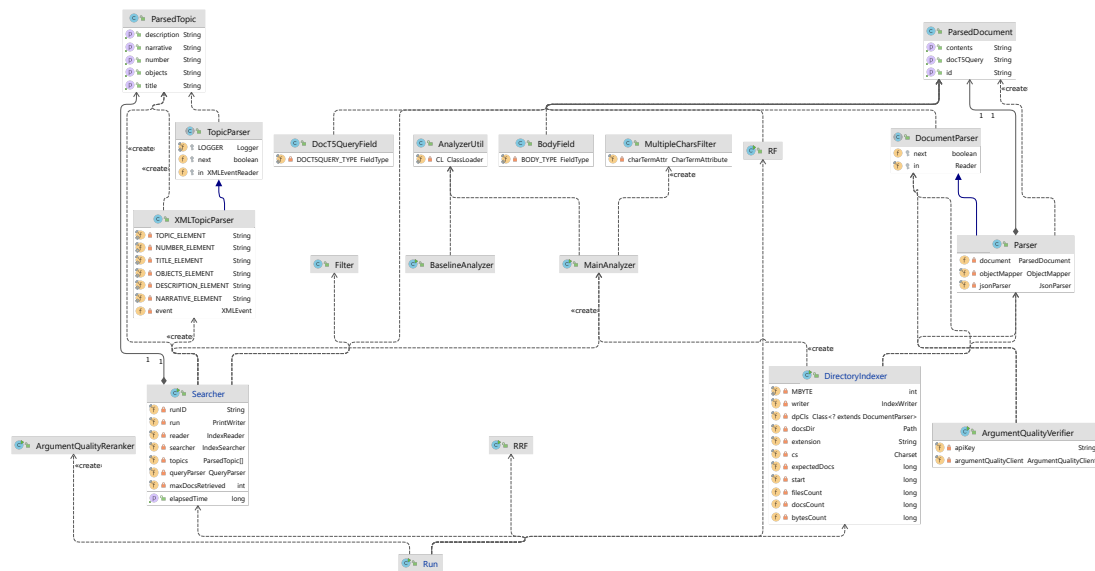 ParsedTopic
description String
narrative String
number String
objects String
title String
ParsedDocument
contents String
docT5Query String
id String
«create»
TopicParser
LOGGER Logger
next boolean
in XMLEventReader
DocT5QueryField
DOCT5QUERY_TYPE FieldType
AnalyzerUtil
CL ClassLoader
BodyField
BODY_TYPE FieldType
MultipleCharsFilter
charTermAttr CharTermAttribute
RF
DocumentParser
next boolean
in Reader
1 1
«create»
«create»
«create»
XMLTopicParser
TOPIC_ELEMENT String
NUMBER_ELEMENT String
TITLE_ELEMENT String
OBJECTS_ELEMENT String
DESCRIPTION_ELEMENT String
NARRATIVE_ELEMENT String
event XMLEvent
Filter
BaselineAnalyzer
MainAnalyzer
Parser
document ParsedDocument
objectMapper ObjectMapper
jsonParser JsonParser
«create»
«create»
«create»
1 1
Searcher
runID String
run PrintWriter
reader IndexReader
searcher IndexSearcher
topics ParsedTopic[]
queryParser QueryParser
maxDocsRetrieved int
elapsedTime long
DirectoryIndexer
MBYTE int
writer IndexWriter
dpCls Class<? extends DocumentParser>
docsDir Path
extension String
cs Charset
expectedDocs long
start long
filesCount long
docsCount long
bytesCount long
ArgumentQualityVerifier
apiKey String
argumentQualityClient ArgumentQualityClient
ArgumentQualityReranker
«create»
RRF
Run